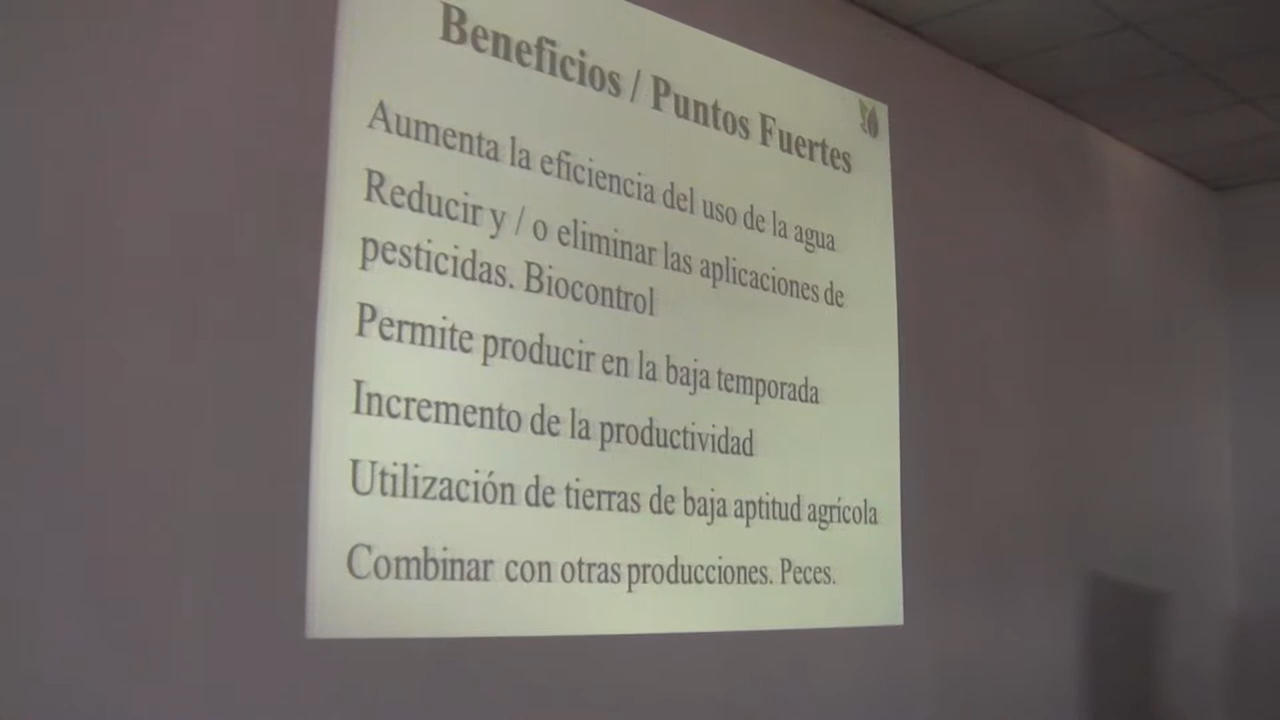 Beneficios / Puntos Fuertes
Aumenta la eficiencia del uso de la agua
Reducir y / o eliminar las aplicaciones de
pesticidas. Biocontrol
Permite producir en la baja temporada
Incremento de la productividad
Utilización de tierras de baja aptitud agrícola
Combinar con otras producciones. Peces.